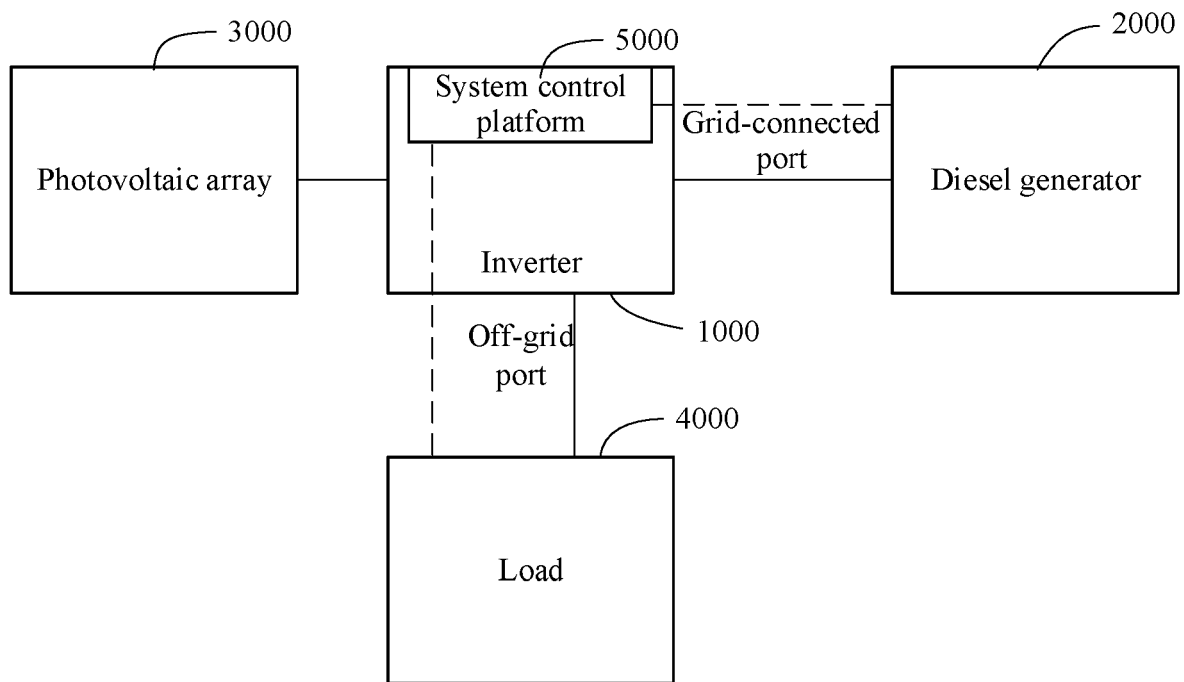 3000
5000
2000
System control
platform
Grid-connected
port
Photovoltaic array
Diesel generator
Inverter
1000
Off-grid
port
4000
Load